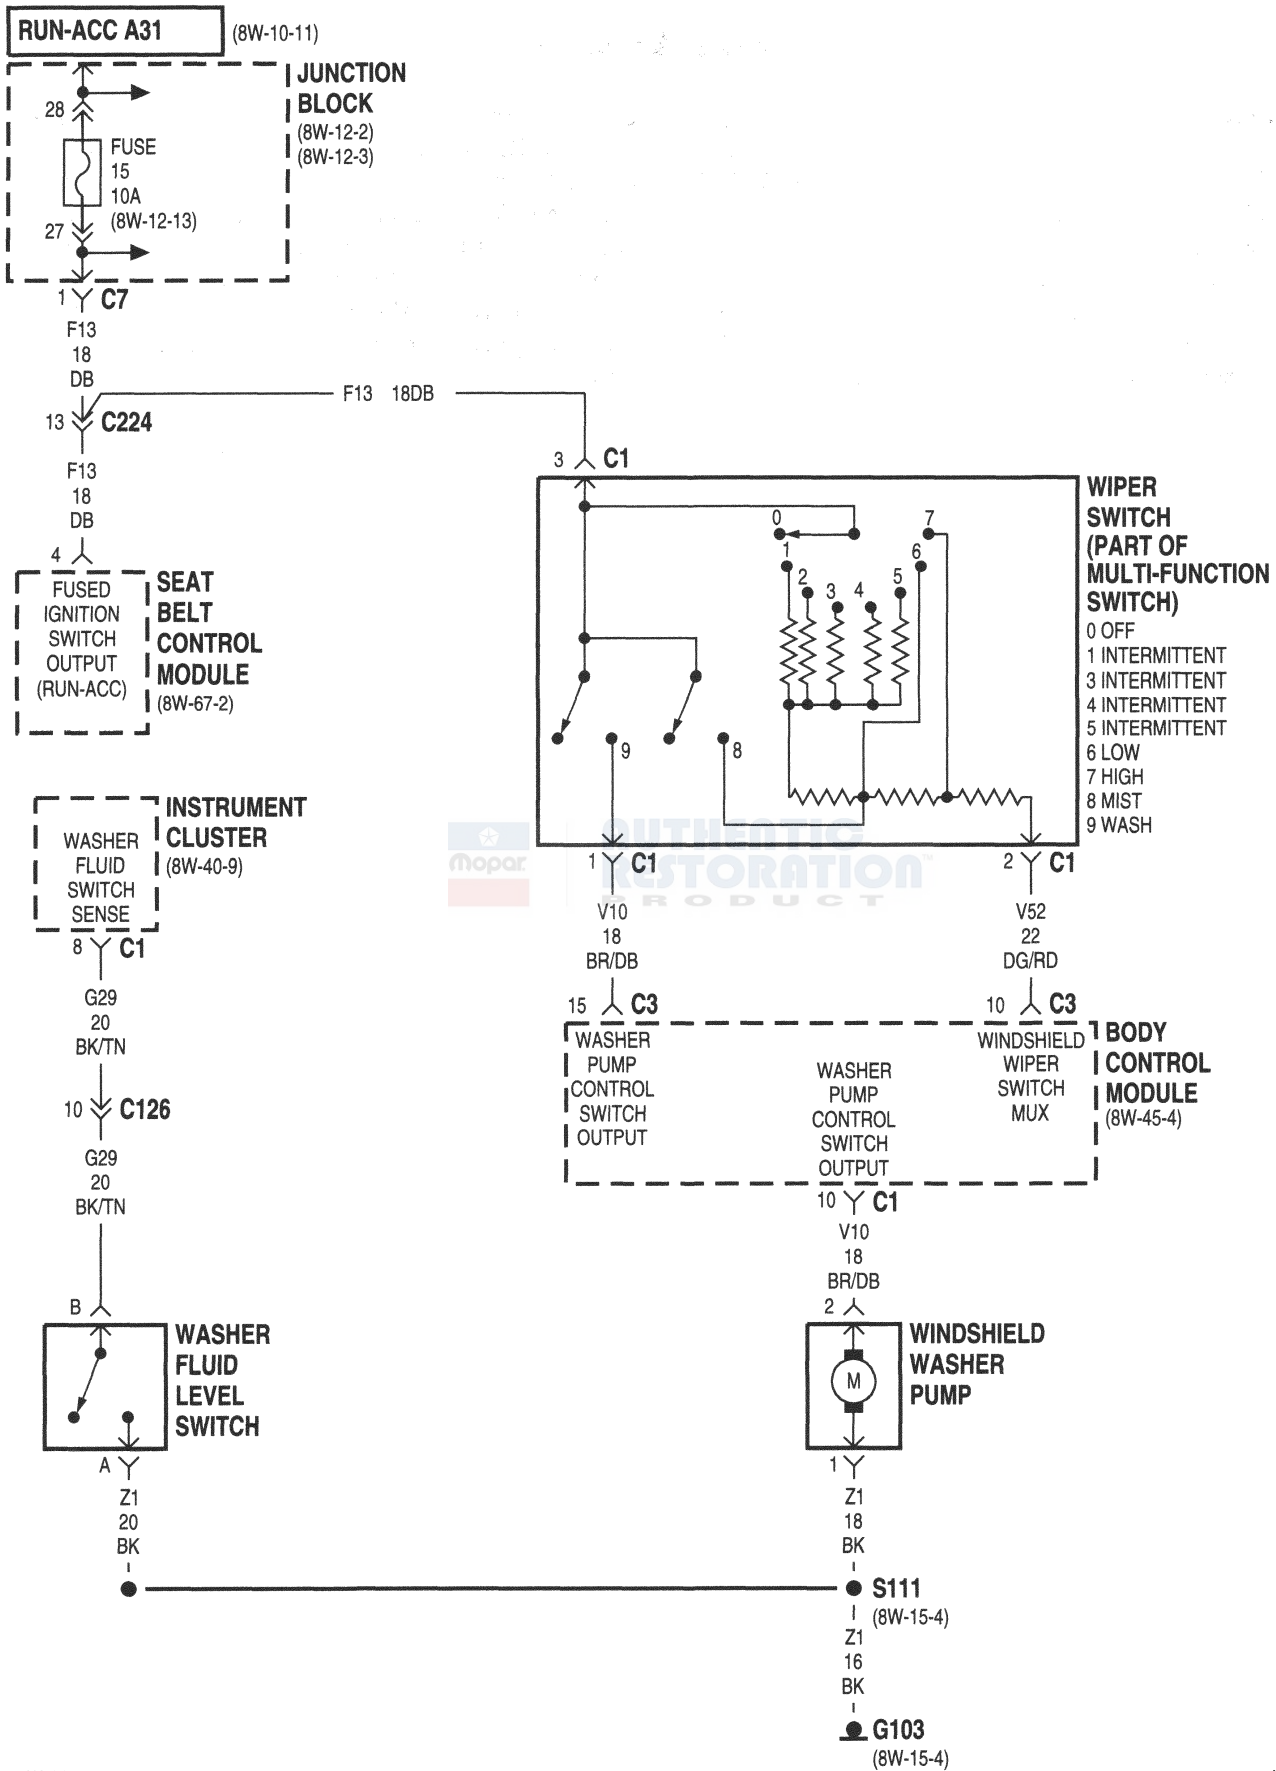 RUN-ACC A31
(8W-10-11)
JUNCTION
BLOCK
(8W-12-2)
(8W-12-3)
28
FUSE
15
10A
(8W-12-13)
27
1
C7
F13
18
DB
F13 18DB
13
C224
F13
18
DB
4
FUSED
IGNITION
SWITCH
OUTPUT
(RUN-ACC)
SEAT
BELT
CONTROL
MODULE
(8W-67-2)
3
C1
WIPER
SWITCH
(PART OF
MULTI-FUNCTION
SWITCH)
0 OFF
1 INTERMITTENT
3 INTERMITTENT
4 INTERMITTENT
5 INTERMITTENT
6 LOW
7 HIGH
8 MIST
9 WASH
0
1
2
3
4
5
6
7
9
8
1
C1
2
C1
Mopar
AUTHENTIC
RESTORATION™
PRODUCT
V10
18
BR/DB
V52
22
DG/RD
15
C3
10
C3
WASHER
PUMP
CONTROL
SWITCH
OUTPUT
WASHER
PUMP
CONTROL
SWITCH
OUTPUT
WINDSHIELD
WIPER
SWITCH
MUX
BODY
CONTROL
MODULE
(8W-45-4)
10
C1
V10
18
BR/DB
2
M
WINDSHIELD
WASHER
PUMP
1
Z1
18
BK
S111
(8W-15-4)
Z1
16
BK
G103
(8W-15-4)
WASHER
FLUID
SWITCH
SENSE
INSTRUMENT
CLUSTER
(8W-40-9)
8
C1
G29
20
BK/TN
10
C126
G29
20
BK/TN
B
WASHER
FLUID
LEVEL
SWITCH
A
Z1
20
BK